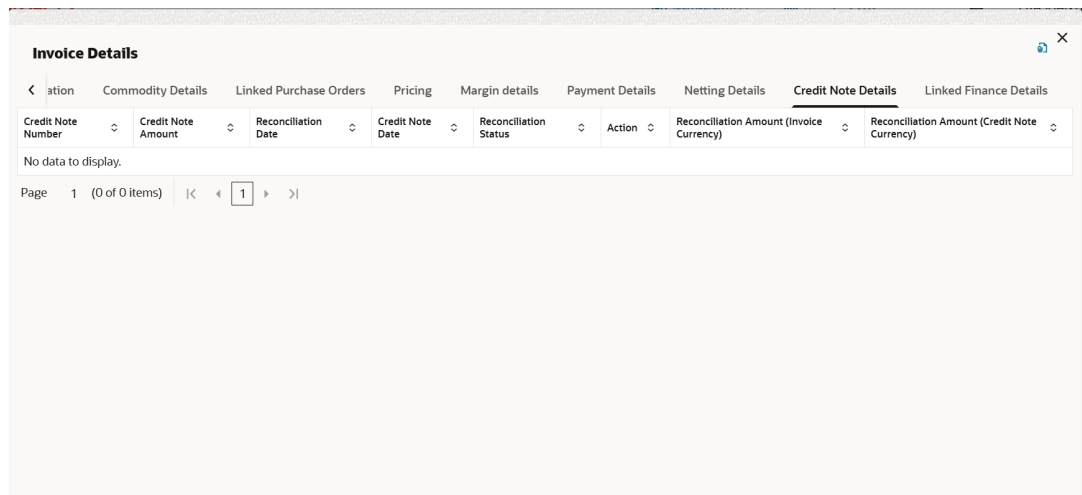 Invoice Details
ation Commodity Details Linked Purchase Orders Pricing Margin details Payment Details Netting Details Credit Note Details Linked Finance Details
Credit Note Number Credit Note Amount Reconciliation Date Credit Note Date Reconciliation Status Action Reconciliation Amount (Invoice Currency) Reconciliation Amount (Credit Note Currency)
No data to display.
Page 1 (0 of 0 items) 1